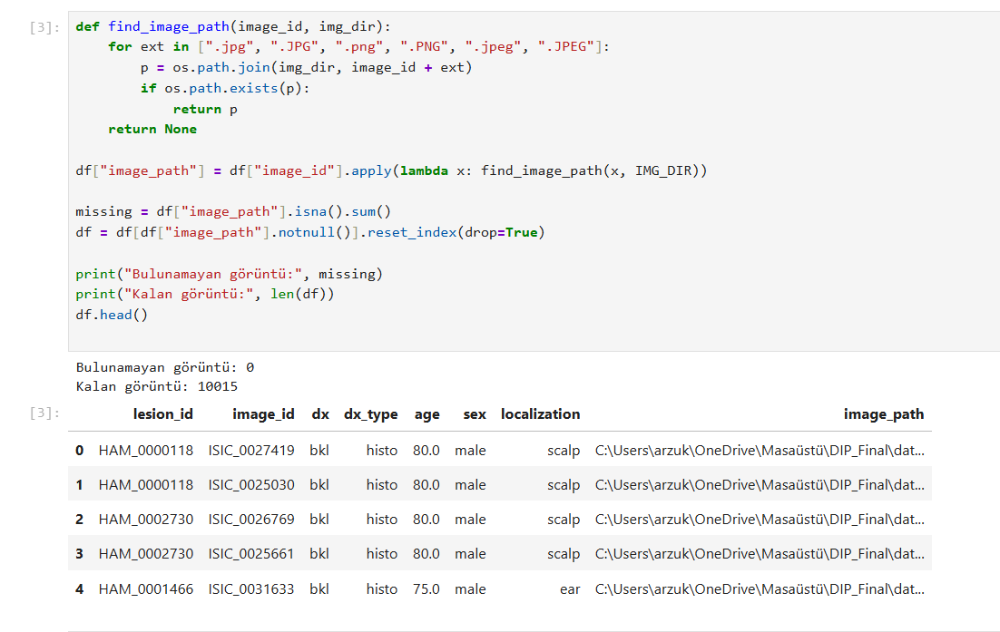 [3]:
def find_image_path(image_id, img_dir):
    for ext in [".jpg", ".JPG", ".png", ".PNG", ".jpeg", ".JPEG"]:
        p = os.path.join(img_dir, image_id + ext)
        if os.path.exists(p):
            return p
    return None

df["image_path"] = df["image_id"].apply(lambda x: find_image_path(x, IMG_DIR))

missing = df["image_path"].isna().sum()
df = df[df["image_path"].notnull()].reset_index(drop=True)

print("Bulunamayan görüntü:", missing)
print("Kalan görüntü:", len(df))
df.head()
Bulunamayan görüntü: 0
Kalan görüntü: 10015
[3]:
lesion_id image_id dx dx_type age sex localization image_path
0 HAM_0000118 ISIC_0027419 bkl histo 80.0 male scalp C:\Users\arzuk\OneDrive\Masaüstü\DIP_Final\dat...
1 HAM_0000118 ISIC_0025030 bkl histo 80.0 male scalp C:\Users\arzuk\OneDrive\Masaüstü\DIP_Final\dat...
2 HAM_0002730 ISIC_0026769 bkl histo 80.0 male scalp C:\Users\arzuk\OneDrive\Masaüstü\DIP_Final\dat...
3 HAM_0002730 ISIC_0025661 bkl histo 80.0 male scalp C:\Users\arzuk\OneDrive\Masaüstü\DIP_Final\dat...
4 HAM_0001466 ISIC_0031633 bkl histo 75.0 male ear C:\Users\arzuk\OneDrive\Masaüstü\DIP_Final\dat...